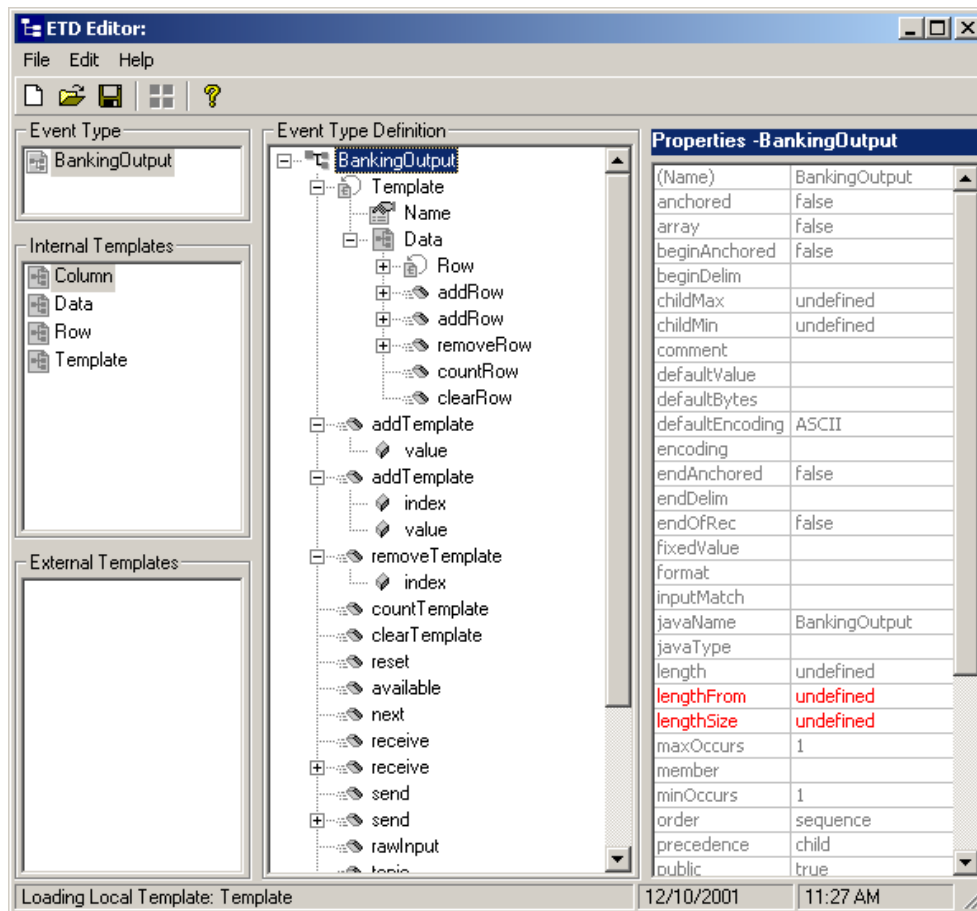 ETD Editor:
File Edit Help
Event Type
BankingOutput
Internal Templates
Column
Data
Row
Template
External Templates
Event Type Definition
BankingOutput
Template
Name
Data
Row
addRow
addRow
removeRow
countRow
clearRow
addTemplate
value
addTemplate
index
value
removeTemplate
index
countTemplate
clearTemplate
reset
available
next
receive
receive
send
send
rawInput
topic
Properties -BankingOutput
(Name) BankingOutput
anchored false
array false
beginAnchored false
beginDelim
childMax undefined
childMin undefined
comment
defaultValue
defaultBytes
defaultEncoding ASCII
encoding
endAnchored false
endDelim
endOfRec false
fixedValue
format
inputMatch
javaName BankingOutput
javaType
length undefined
lengthFrom undefined
lengthSize undefined
maxOccurs 1
member
minOccurs 1
order sequence
precedence child
public true
Loading Local Template: Template
12/10/2001
11:27 AM